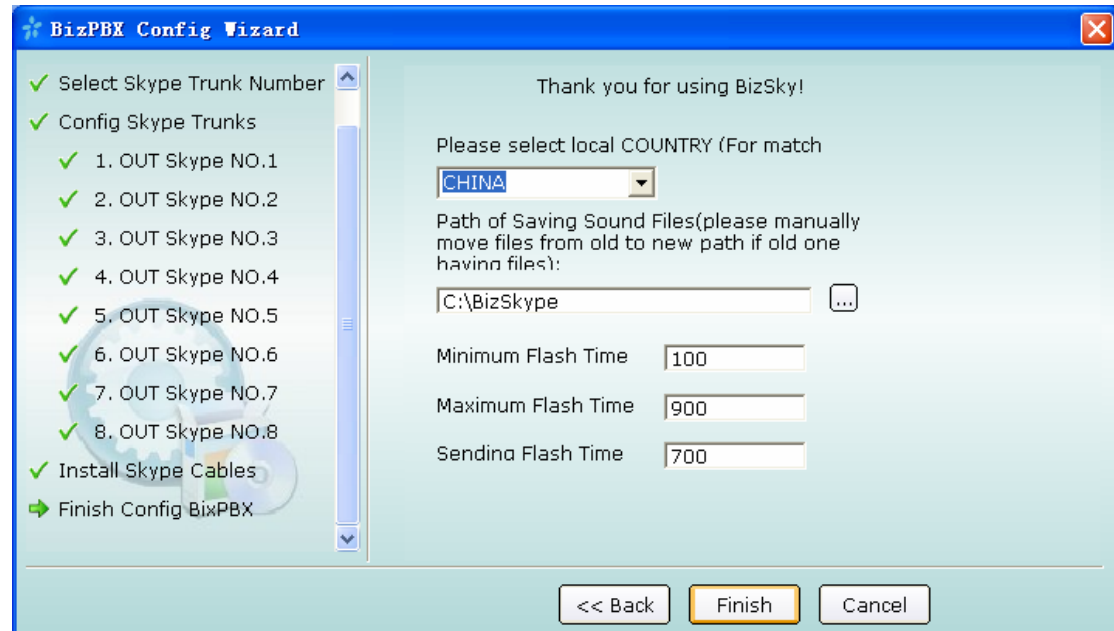 BizPBX Config Wizard
Select Skype Trunk Number
Config Skype Trunks
1. OUT Skype NO.1
2. OUT Skype NO.2
3. OUT Skype NO.3
4. OUT Skype NO.4
5. OUT Skype NO.5
6. OUT Skype NO.6
7. OUT Skype NO.7
8. OUT Skype NO.8
Install Skype Cables
Finish Config BixPBX
Thank you for using BizSky!
Please select local COUNTRY (For match
CHINA
Path of Saving Sound Files(please manually
move files from old to new path if old one
having files):
C:\BizSkype
...
Minimum Flash Time
100
Maximum Flash Time
900
Sending Flash Time
700
<< Back
Finish
Cancel